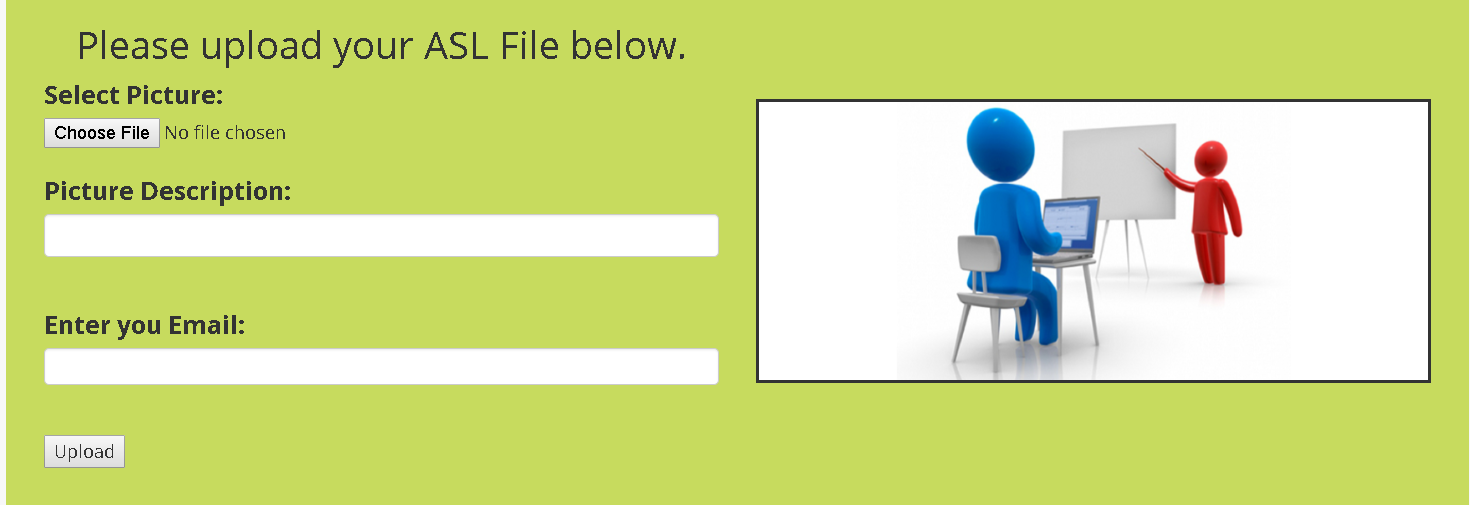 Please upload your ASL File below.
Select Picture:
Choose File No file chosen
Picture Description:
Enter you Email:
Upload